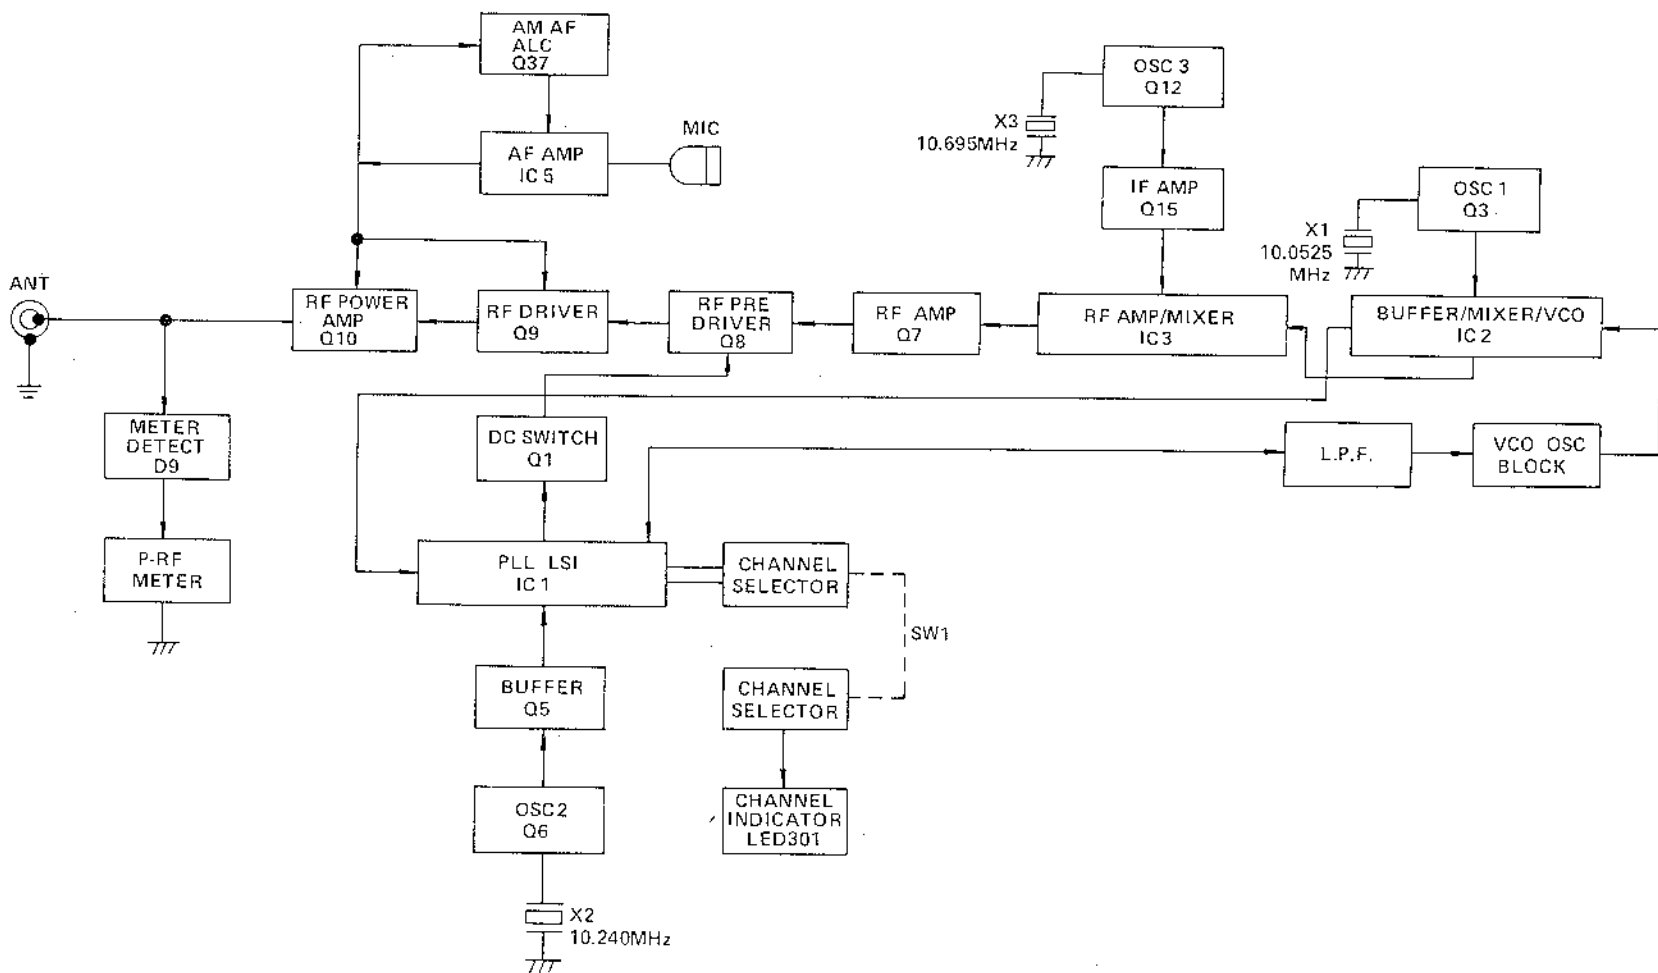 AM AF
ALC
Q37
OSC 3
Q12
X3
10.695MHz
MIC
AF AMP
IC 5
IF AMP
Q15
OSC 1
Q3
X1
10.0525
MHz
ANT
RF POWER
AMP
Q10
RF DRIVER
Q9
RF PRE
DRIVER
Q8
RF AMP
Q7
RF AMP/MIXER
IC3
BUFFER/MIXER/VCO
IC 2
METER
DETECT
D9
DC SWITCH
Q1
L.P.F.
VCO OSC
BLOCK
P-RF
METER
PLL LSI
IC 1
CHANNEL
SELECTOR
SW1
BUFFER
Q5
CHANNEL
SELECTOR
OSC2
Q6
CHANNEL
INDICATOR
LED301
X2
10.240MHz